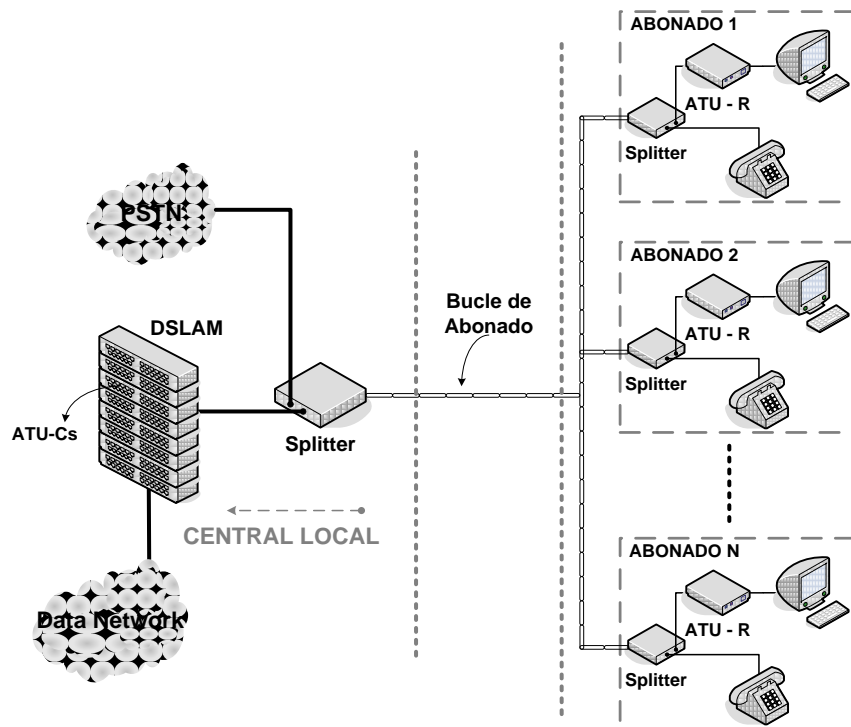 PSTN
DSLAM
ATU-Cs
Splitter
CENTRAL LOCAL
Data Network
Bucle de
Abonado
ABONADO 1
ATU - R
Splitter
ABONADO 2
ATU - R
Splitter
ABONADO N
ATU - R
Splitter